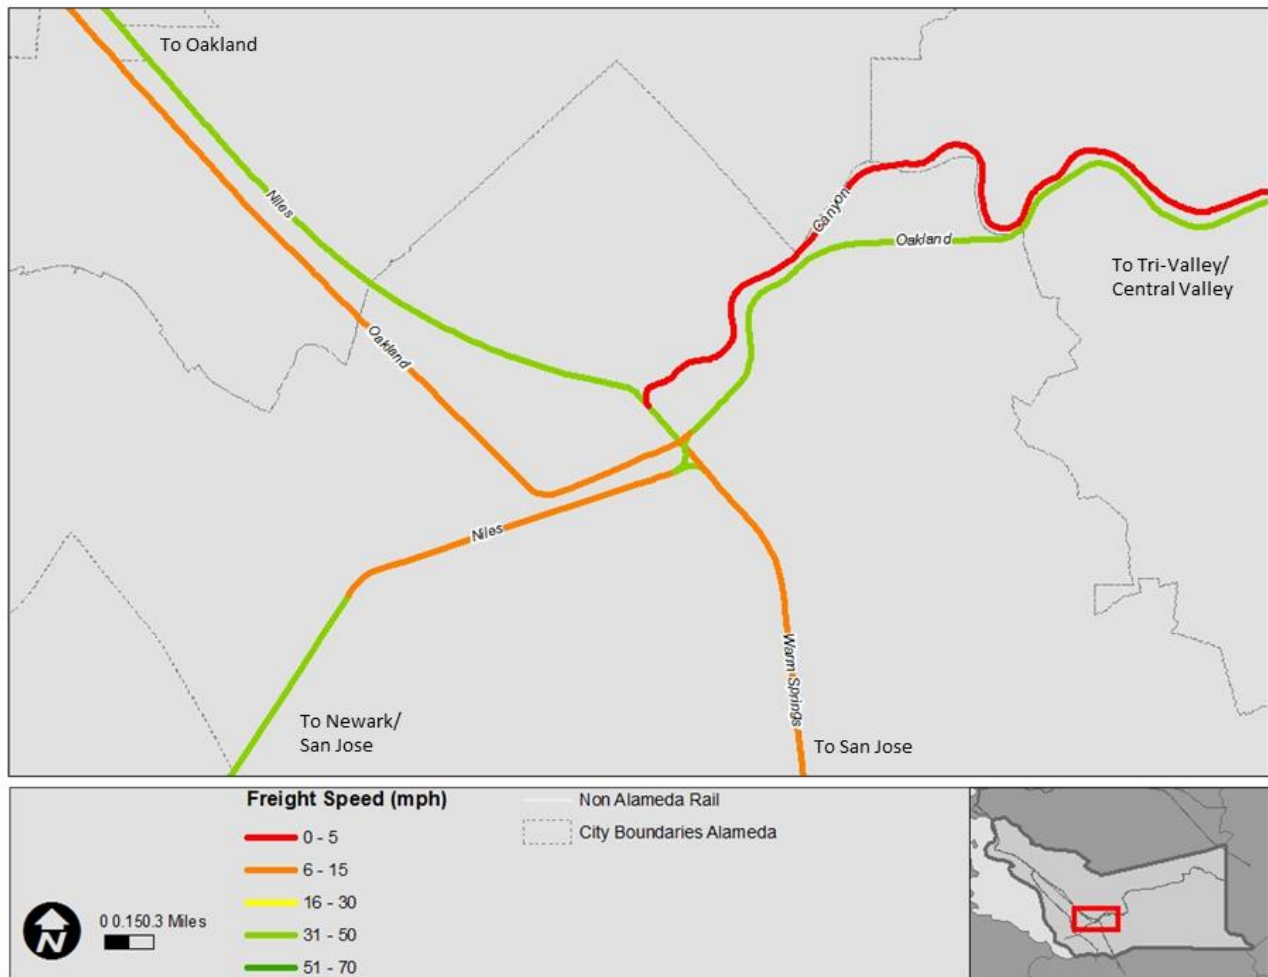 To Oakland
Niles
Canyon
Oakland
To Tri-Valley/
Central Valley
Oakland
Niles
Warm Springs
To Newark/
San Jose
To San Jose
Freight Speed (mph)
0 - 5
6 - 15
16 - 30
31 - 50
51 - 70
Non Alameda Rail
City Boundaries Alameda
N
0 0.150.3 Miles